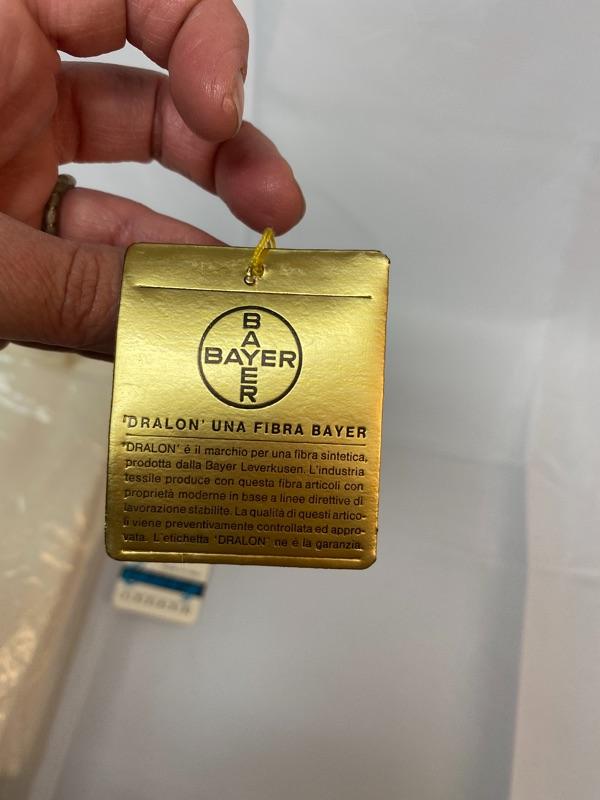 BAYER
BAYER
'DRALON' UNA FIBRA BAYER
'DRALON' é il marchio per una fibra sintetica,
prodotta dalla Bayer Leverkusen. L'industria
tessile produce con questa fibra articoli con
proprietà moderne in base a linee direttive di
lavorazione stabilite. La qualità di questi artico-
li viene preventivamente controllata ed appro-
vata. L'etichetta 'DRALON' ne é la garanzia.